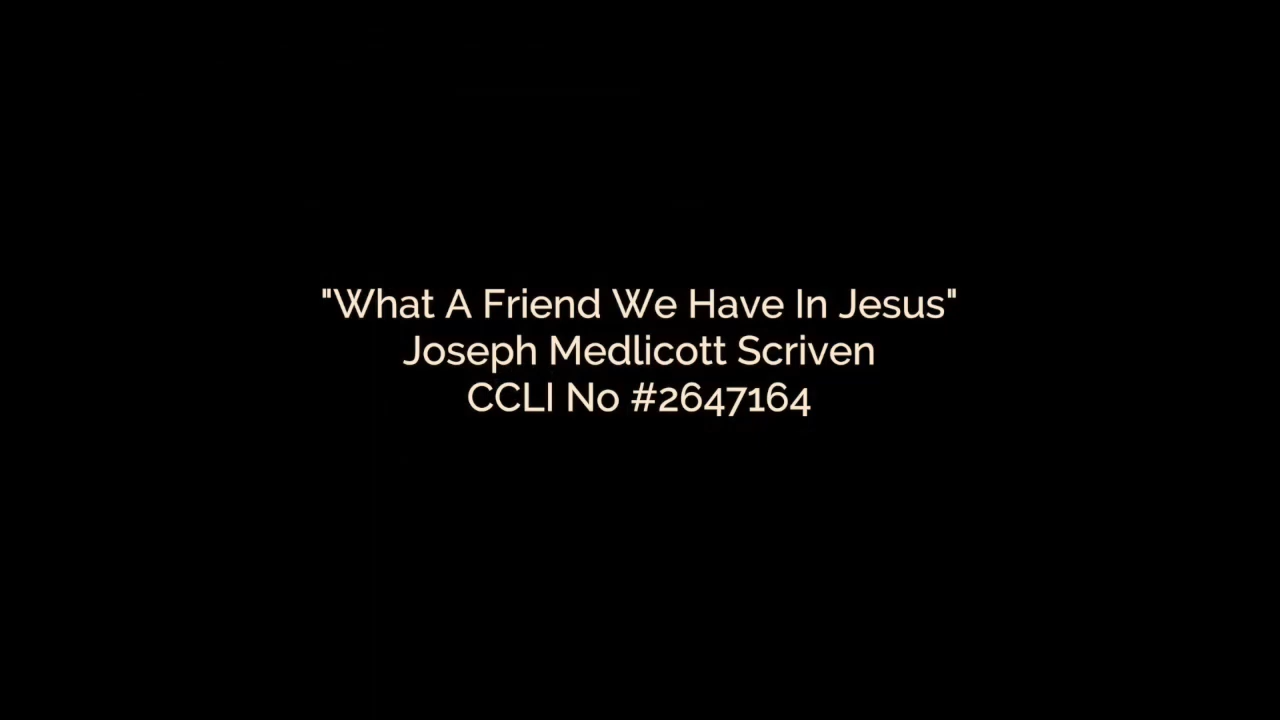 "What A Friend We Have In Jesus"
Joseph Medlicott Scriven
CCLI No #2647164